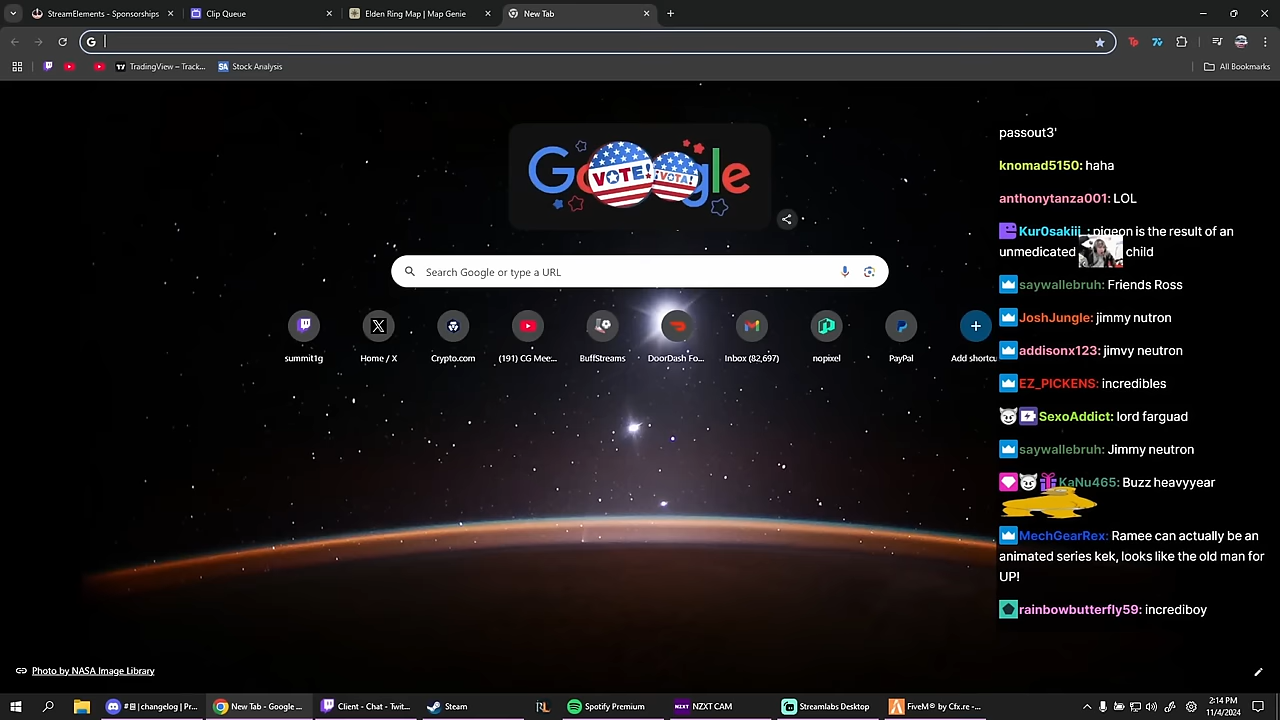 StreamElements - Sponsorships
Clip Queue
Elden Ring Map | Map Genie
New Tab
TradingView – Track...
SA Stock Analysis
All Bookmarks
VOTE!
¡VOTA!
Google
Search Google or type a URL
summit1g
Home / X
Crypto.com
(191) CG Mee...
BuffStreams
DoorDash Fo...
Inbox (82,697)
nopixel
PayPal
Add shortcu
passout3'
knomad5150: haha
anthonytanza001: LOL
Kur0sakiii_: pigeon is the result of an
unmedicated child
saywallebruh: Friends Ross
JoshJungle: jimmy nutron
addisonx123: jimvy neutron
EZ_PICKENS: incredibles
SexoAddict: lord farguad
saywallebruh: Jimmy neutron
KaNu465: Buzz heavyyear
MechGearRex: Ramee can actually be an
animated series kek, looks like the old man for
UP!
rainbowbutterfly59: incrediboy
Photo by NASA Image Library
| changelog | Pr...
New Tab - Google ...
Client - Chat - Twit...
Steam
Spotify Premium
NZXT
NZXT CAM
Streamlabs Desktop
FiveM® by Cfx.re -...
2:14 PM
11/4/2024